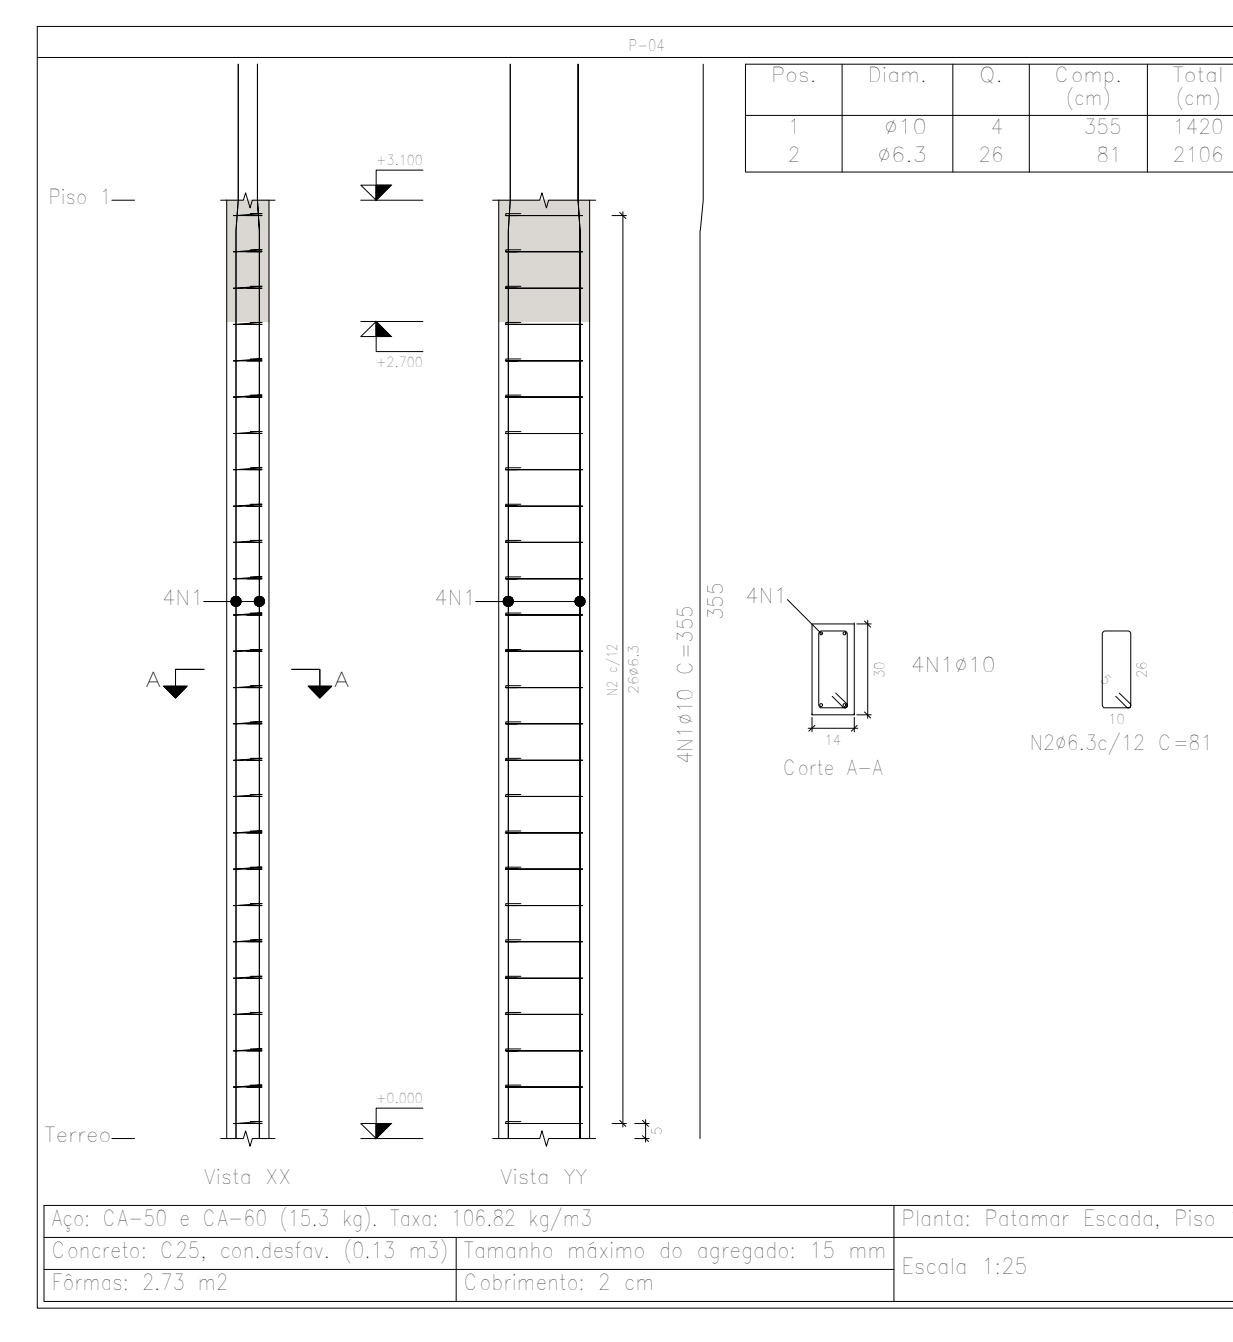 P-04
Pos. Diam. Q. Comp. (cm) Total (cm)
1 ø10 4 355 1420
2 ø6.3 26 81 2106
+3.100
Piso 1
+2.700
4N1
4N1
N2 c/12
26ø6.3
4N1ø10 C=355
355
4N1
30
4N1ø10
14
Corte A-A
5
26
10
N2ø6.3c/12 C=81
A
A
+0.000
5
Terreo
Vista XX
Vista YY
Aço: CA-50 e CA-60 (15.3 kg). Taxa: 106.82 kg/m3
Planta: Patamar Escada, Piso
Concreto: C25, con.desfav. (0.13 m3)
Tamanho máximo do agregado: 15 mm
Escala 1:25
Fôrmas: 2.73 m2
Cobrimento: 2 cm